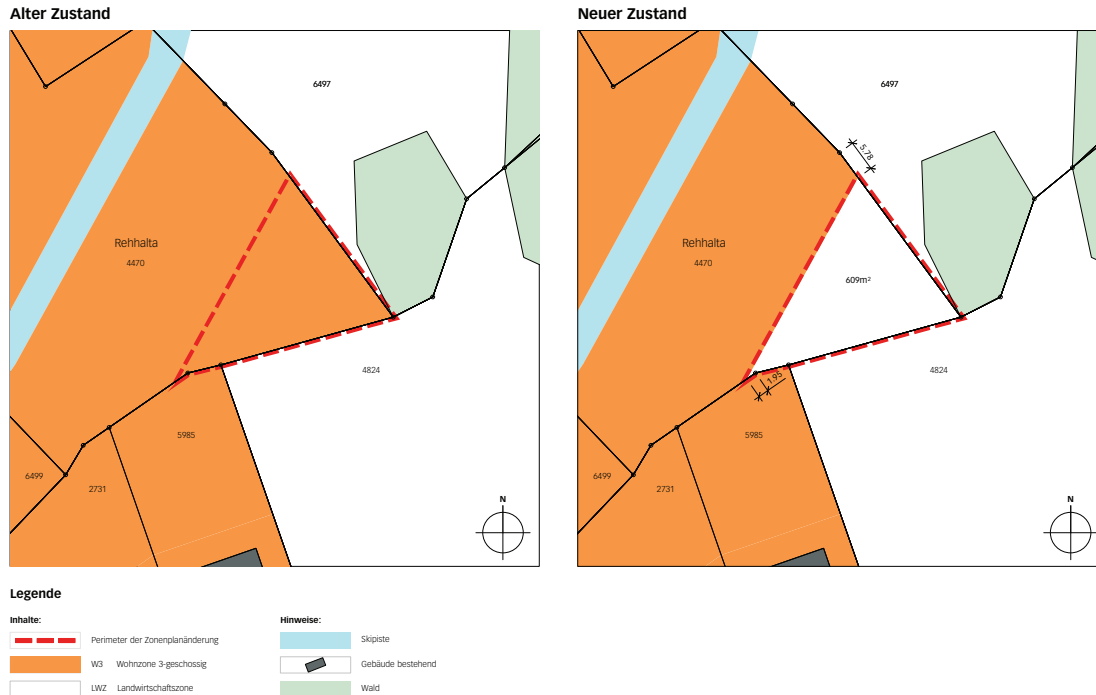 Alter Zustand
6497
Rehhalta
4470
4824
5985
6499
2731
N
Neuer Zustand
6497
5.78
Rehhalta
4470
609m²
4824
1.95
5985
6499
2731
N
Legende
Inhalte:
Perimeter der Zonenplanänderung
W3 Wohnzone 3-geschossig
LWZ Landwirtschaftszone
Hinweise:
Skipiste
Gebäude bestehend
Wald